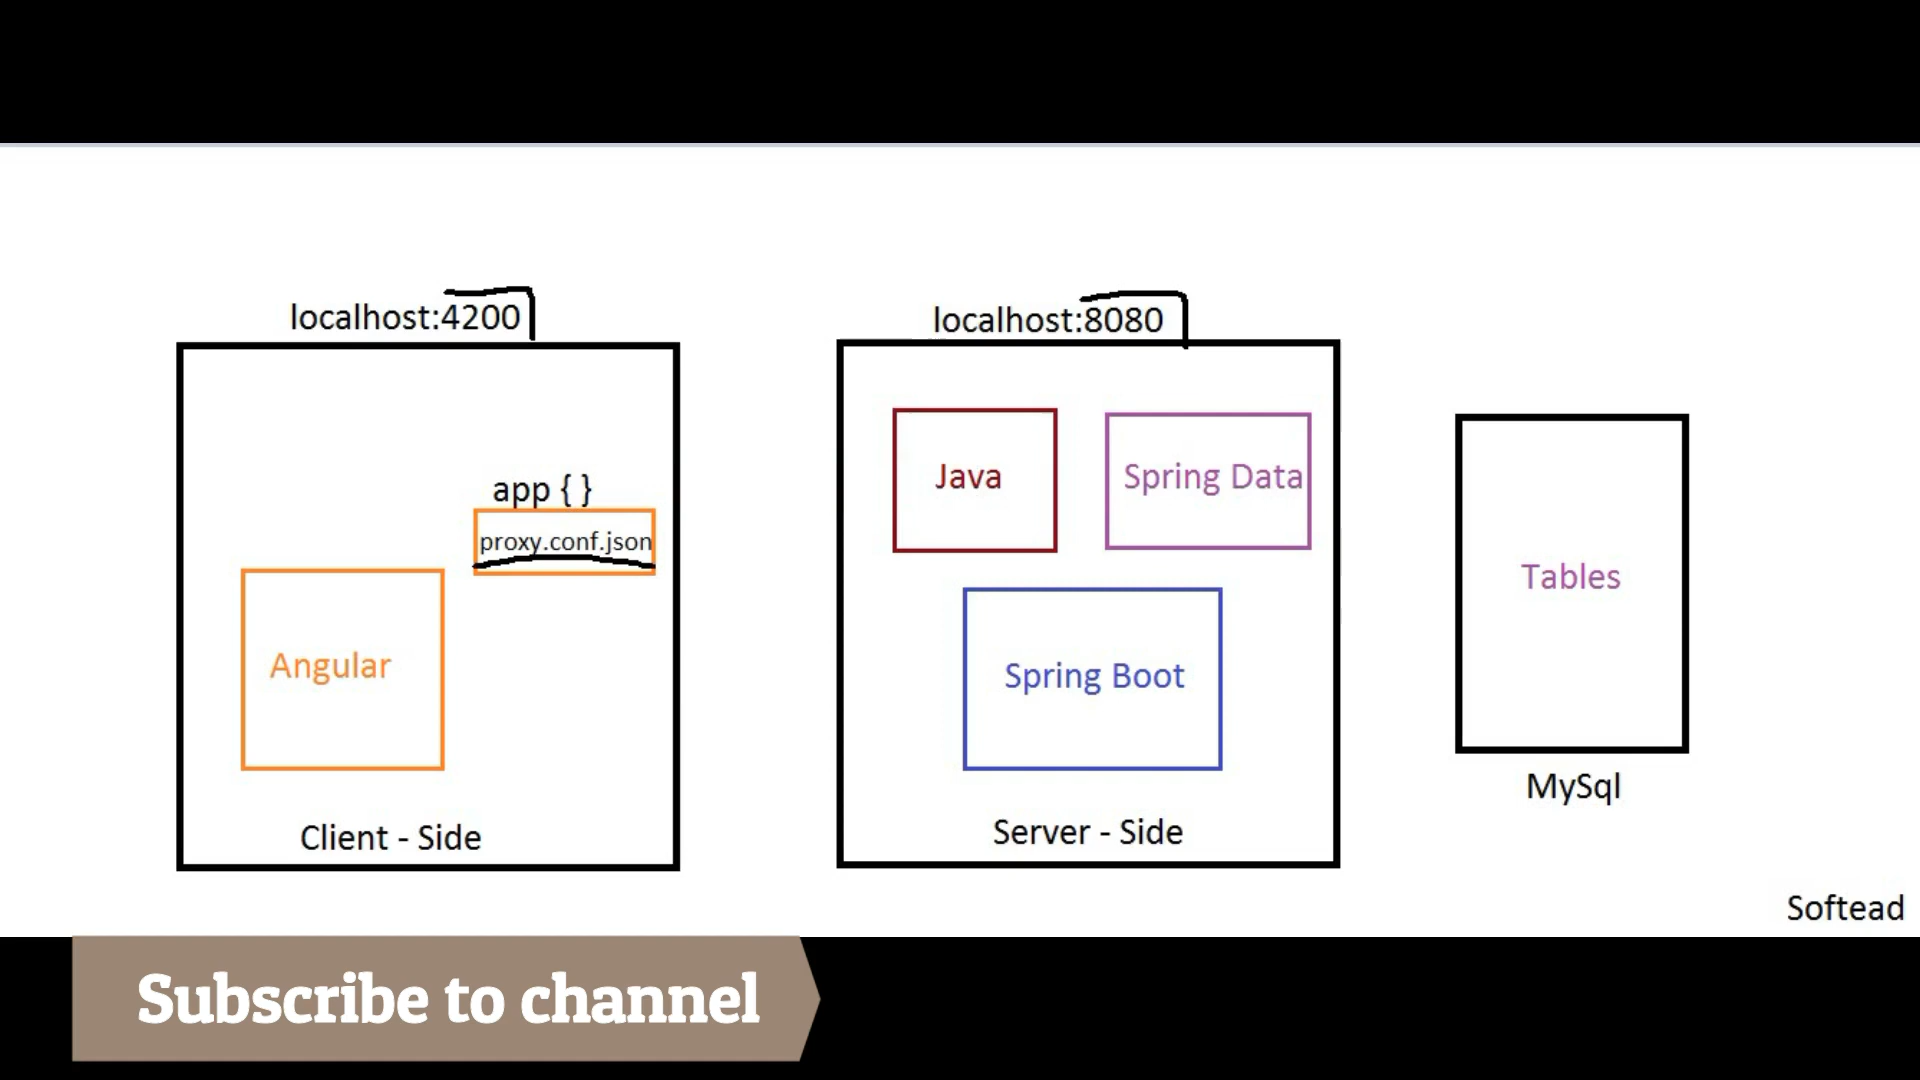 localhost:4200
app { }
proxy.conf.json
Angular
Client - Side
localhost:8080
Java
Spring Data
Spring Boot
Server - Side
Tables
MySql
Softead
Subscribe to channel